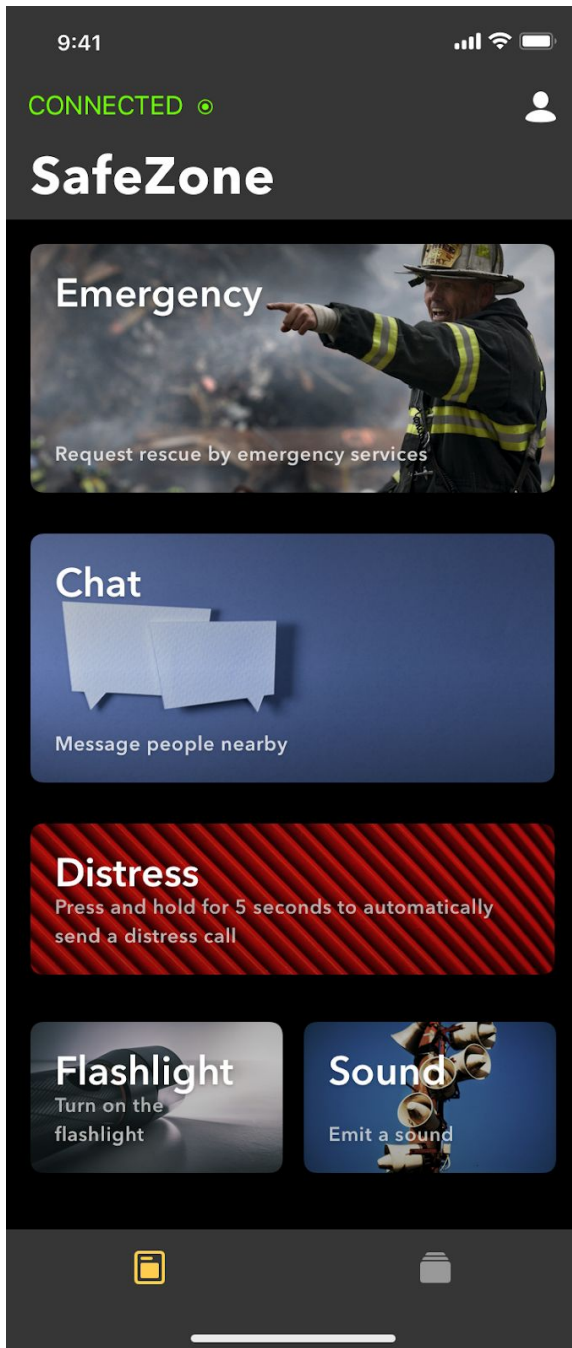 9:41
CONNECTED
SafeZone
Emergency
Request rescue by emergency services
Chat
Message people nearby
Distress
Press and hold for 5 seconds to automatically
send a distress call
Flashlight
Turn on the
flashlight
Sound
Emit a sound